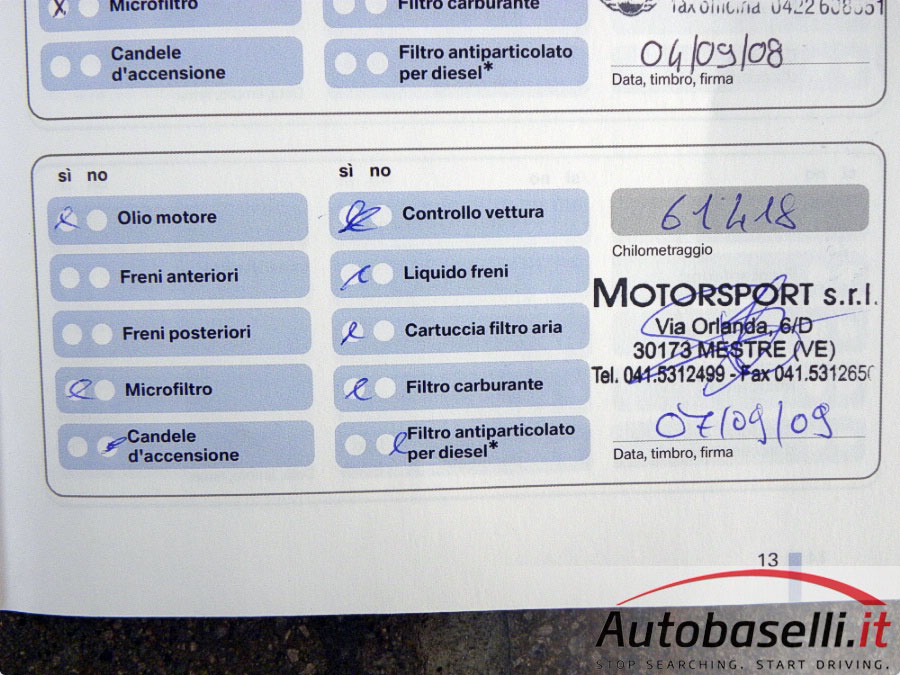 x Microfiltro
Filtro carburante
Candele
d'accensione
Filtro antiparticolato
per diesel*
04/09/08
Data, timbro, firma
sì no
sì no
Olio motore
Controllo vettura
61418
Chilometraggio
Freni anteriori
Liquido freni
MOTORSPORT s.r.l.
Via Orlanda, 6/D
30173 MESTRE (VE)
Tel. 041.5312499 - Fax 041.5312650
Freni posteriori
Cartuccia filtro aria
Microfiltro
Filtro carburante
Candele
d'accensione
Filtro antiparticolato
per diesel*
07/09/09
Data, timbro, firma
13
Autobaselli.it
STOP SEARCHING. START DRIVING.